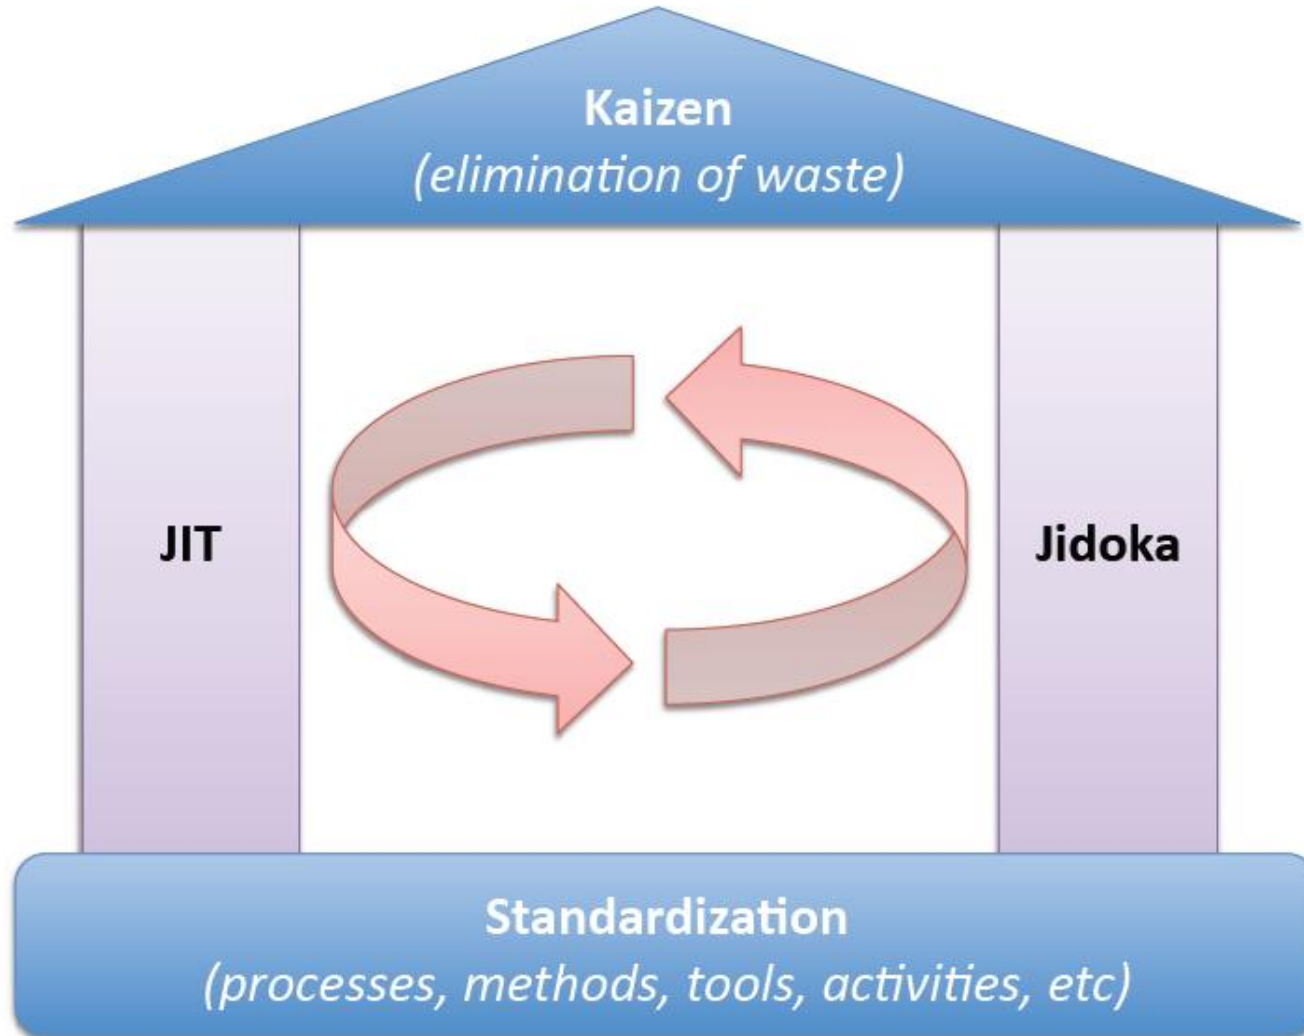 Kaizen
(elimination of waste)
JIT
Jidoka
Standardization
(processes, methods, tools, activities, etc)